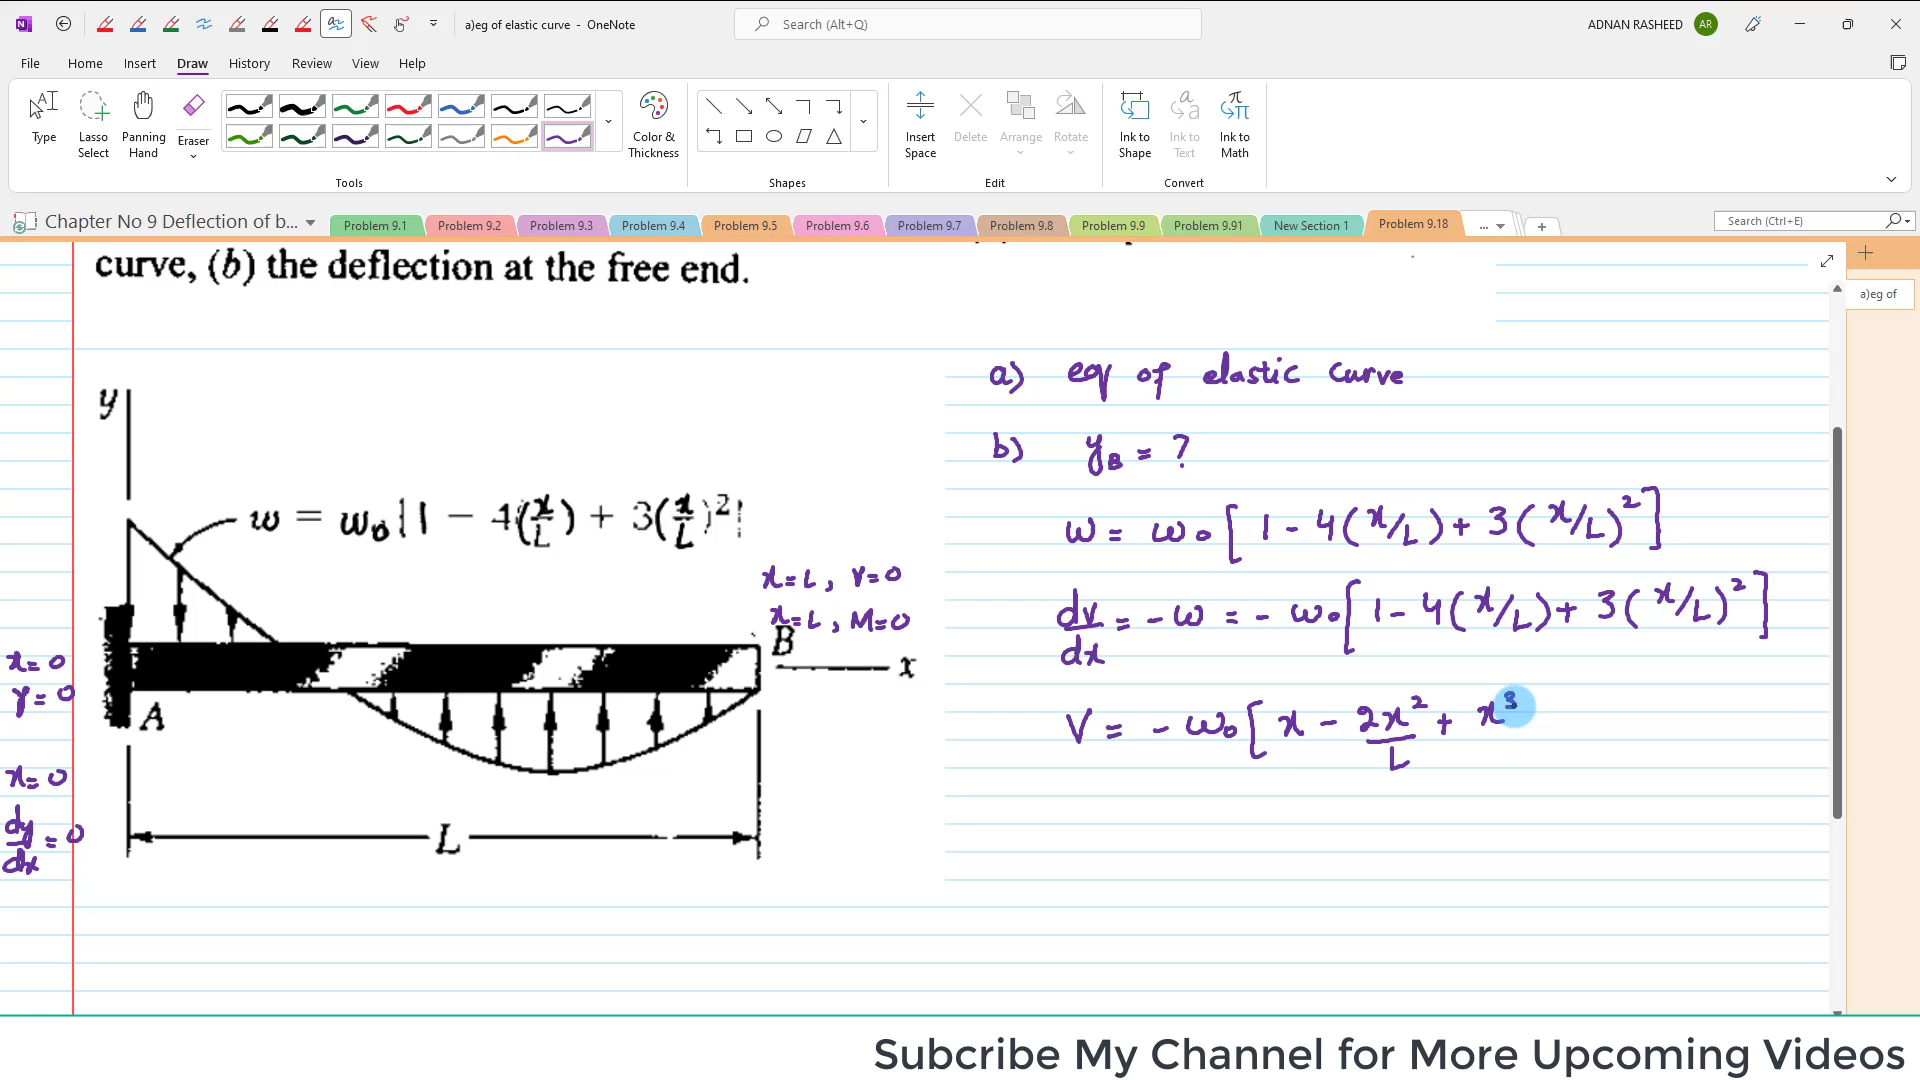 a)eg of elastic curve - OneNote
Search (Alt+Q)
ADNAN RASHEED
AR
File Home Insert Draw History Review View Help
Type
Lasso Select
Panning Hand
Eraser
Color & Thickness
Insert Space
Delete
Arrange
Rotate
Ink to Shape
Ink to Text
Ink to Math
Tools
Shapes
Edit
Convert
Chapter No 9 Deflection of b...
Problem 9.1
Problem 9.2
Problem 9.3
Problem 9.4
Problem 9.5
Problem 9.6
Problem 9.7
Problem 9.8
Problem 9.9
Problem 9.91
New Section 1
Problem 9.18
...
Search (Ctrl+E)
a)eg of
curve, (b) the deflection at the free end.
a) eq of elastic curve
b) y_B = ?
y
w = w₀[1 − 4(x/L) + 3(x/L)²]
w = w₀[1 - 4(x/L) + 3(x/L)²]
x=L, V=0
x=L, M=0
dv/dx = -w = -w₀[1 - 4(x/L) + 3(x/L)²]
B
x
x=0
y=0
A
V = -w₀[x - 2x²/L + x³
x=0
dy/dx = 0
L
Subcribe My Channel for More Upcoming Videos